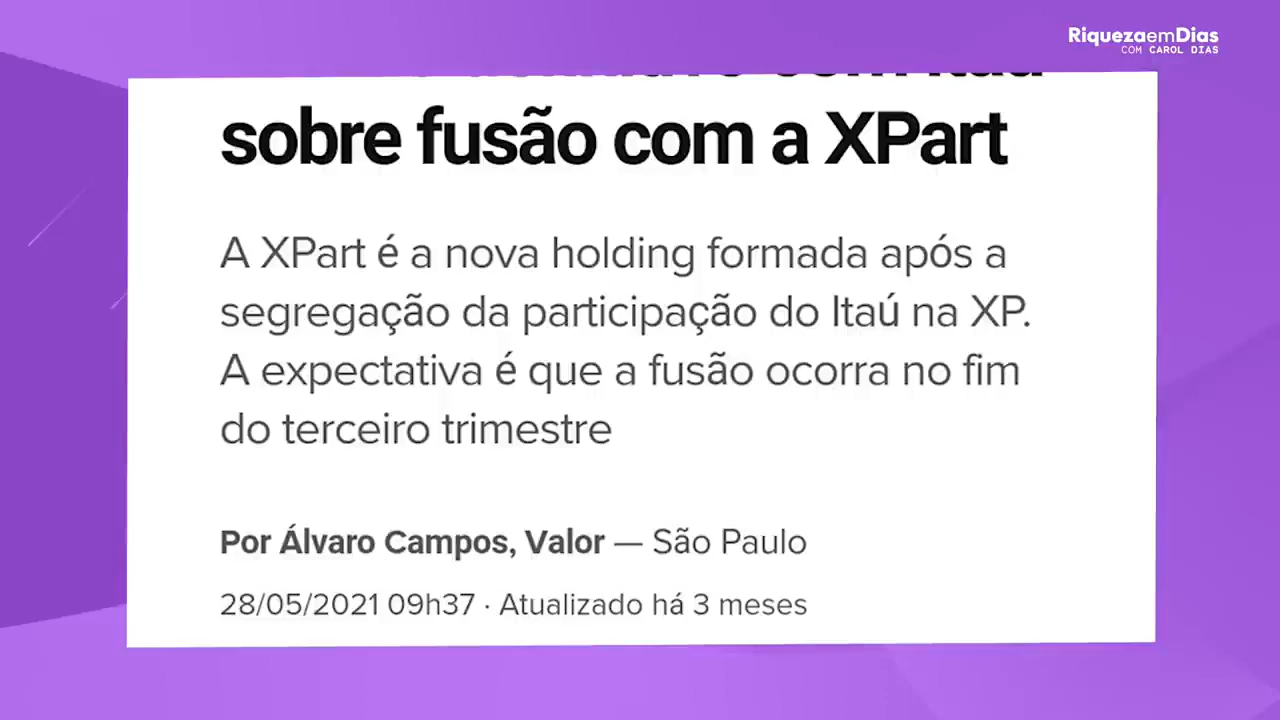 RiquezaemDias
COM CAROL DIAS
sobre fusão com a XPart
A XPart é a nova holding formada após a
segregação da participação do Itaú na XP.
A expectativa é que a fusão ocorra no fim
do terceiro trimestre
Por Álvaro Campos, Valor — São Paulo
28/05/2021 09h37 · Atualizado há 3 meses